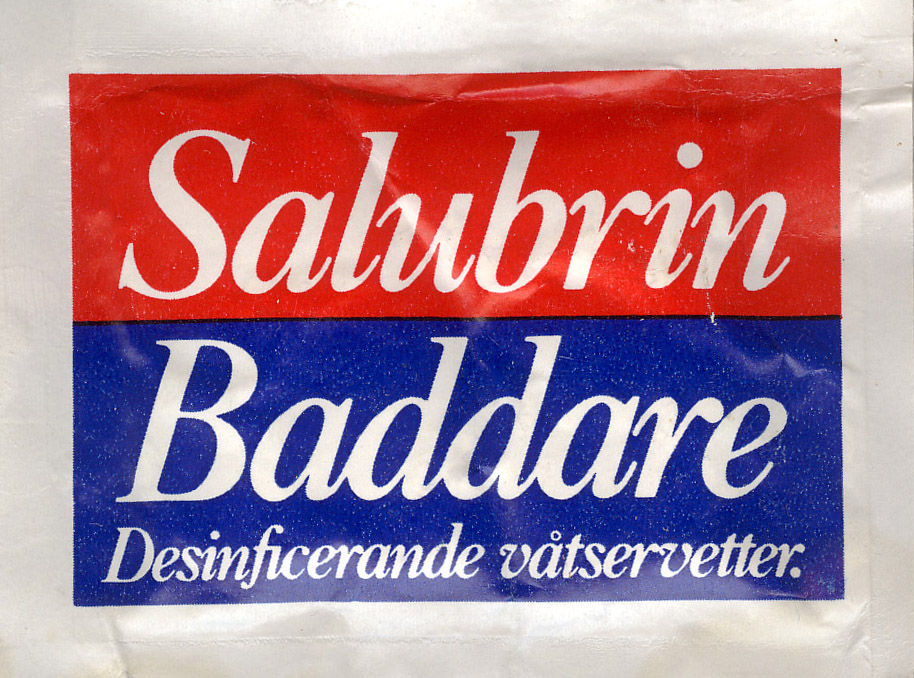 Salubrin
Baddare
Desinficerande våtservetter.